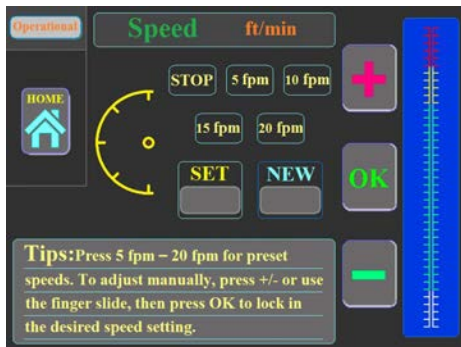 Operational
Speed ft/min
HOME
STOP 5 fpm 10 fpm
15 fpm 20 fpm
SET NEW
+
OK
-
Tips:Press 5 fpm – 20 fpm for preset
speeds. To adjust manually, press +/- or use
the finger slide, then press OK to lock in
the desired speed setting.